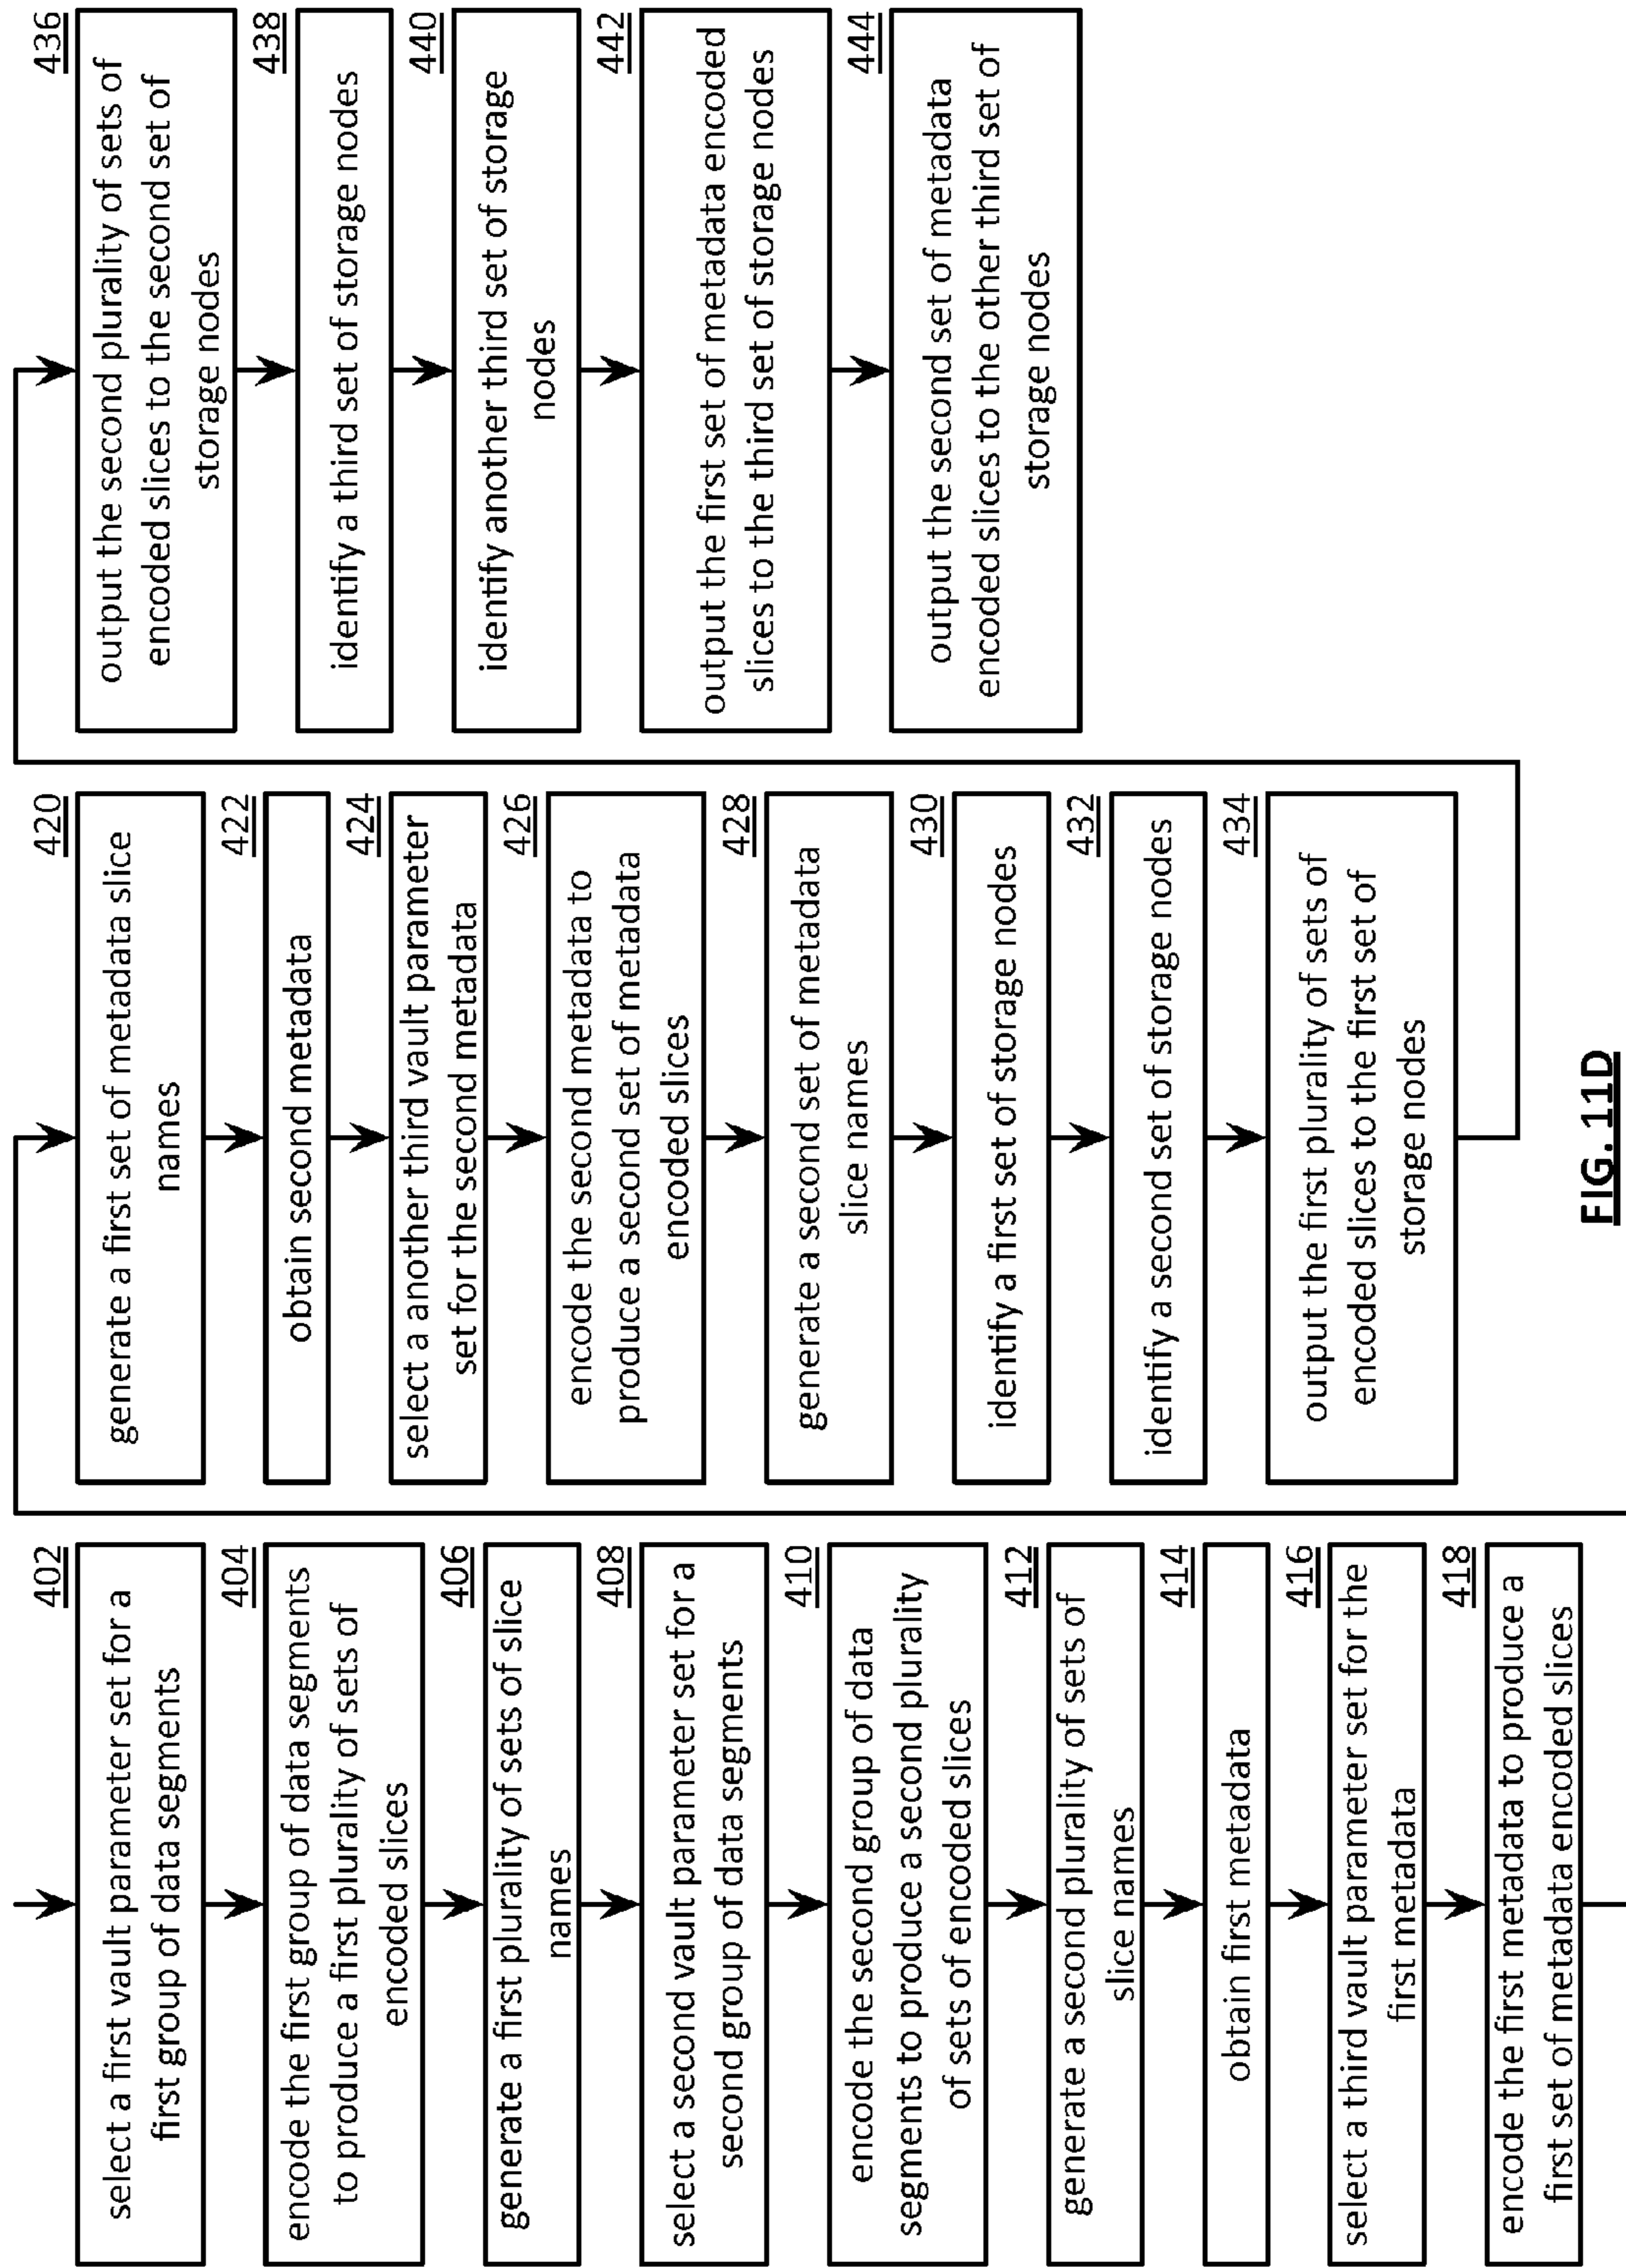 402
select a first vault parameter set for a
first group of data segments
404
encode the first group of data segments
to produce a first plurality of sets of
encoded slices
406
generate a first plurality of sets of slice
names
408
select a second vault parameter set for a
second group of data segments
410
encode the second group of data
segments to produce a second plurality
of sets of encoded slices
412
generate a second plurality of sets of
slice names
414
obtain first metadata
416
select a third vault parameter set for the
first metadata
418
encode the first metadata to produce a
first set of metadata encoded slices
420
generate a first set of metadata slice
names
422
obtain second metadata
424
select a another third vault parameter
set for the second metadata
426
encode the second metadata to
produce a second set of metadata
encoded slices
428
generate a second set of metadata
slice names
430
identify a first set of storage nodes
432
identify a second set of storage nodes
434
output the first plurality of sets of
encoded slices to the first set of
storage nodes
436
output the second plurality of sets of
encoded slices to the second set of
storage nodes
438
identify a third set of storage nodes
440
identify another third set of storage
nodes
442
output the first set of metadata encoded
slices to the third set of storage nodes
444
output the second set of metadata
encoded slices to the other third set of
storage nodes
FIG. 11D